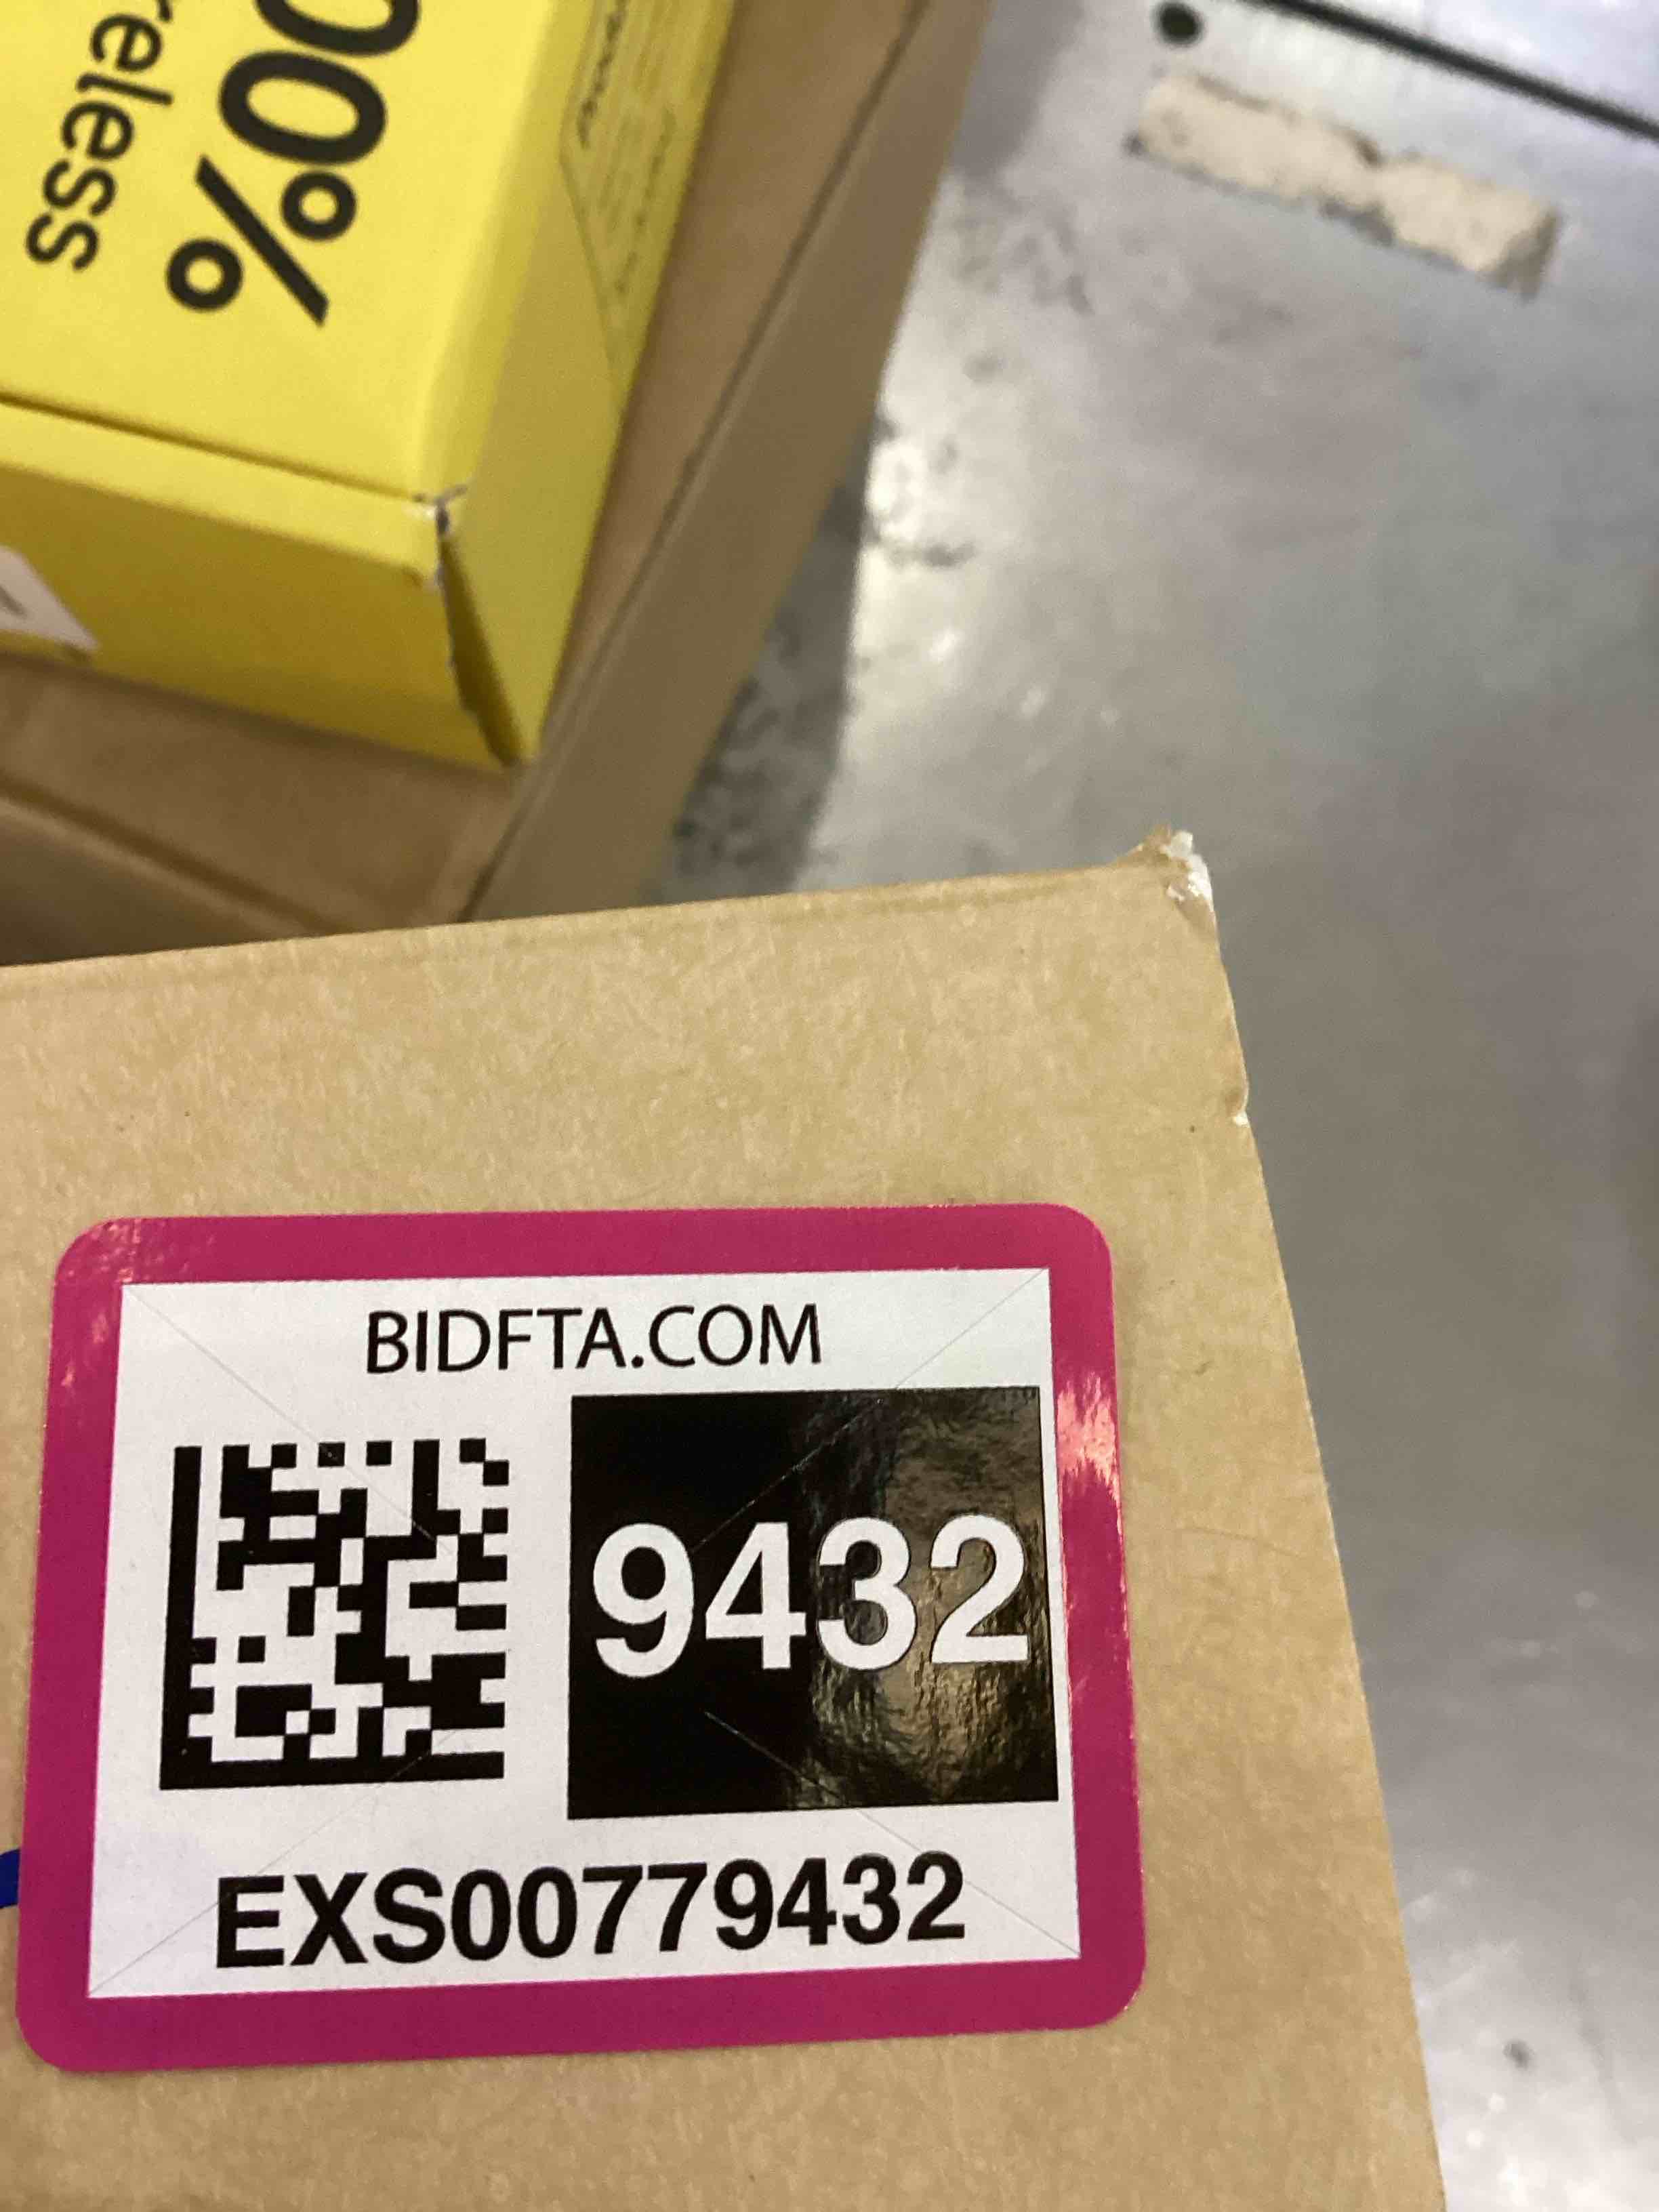 00%
reless
BIDFTA.COM
9432
EXS00779432